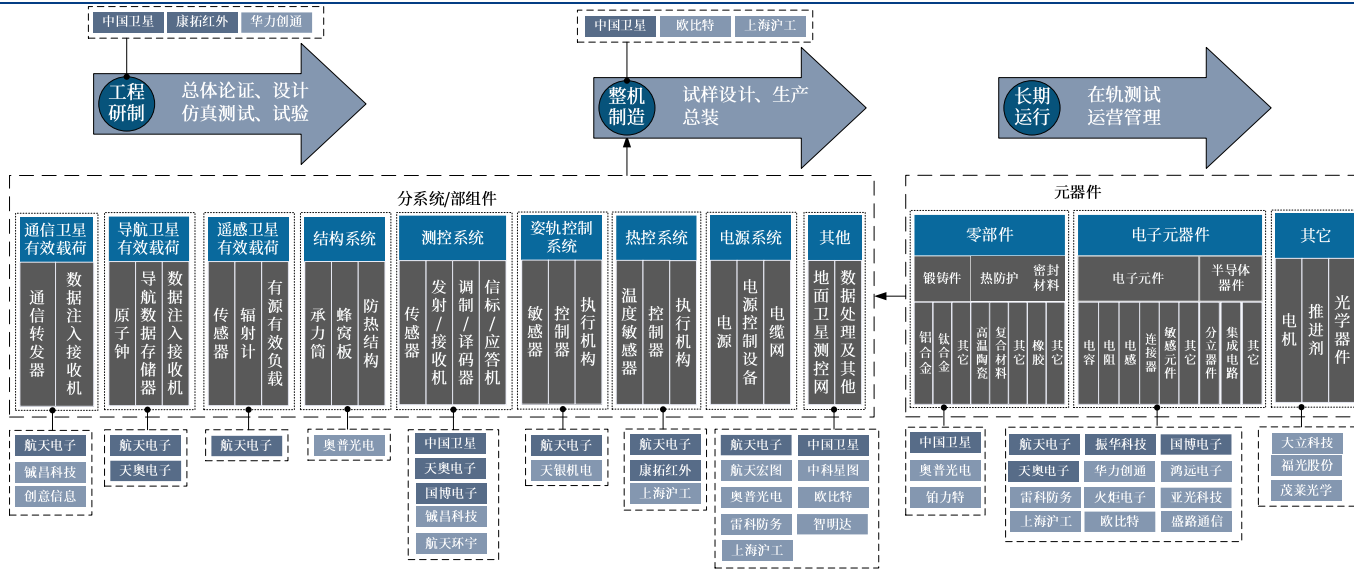 中国卫星
康拓红外
华力创通
工程
研制
总体论证、设计
仿真测试、试验
中国卫星
欧比特
上海沪工
整机
制造
试样设计、生产
总装
长期
运行
在轨测试
运营管理
分系统/部组件
通信卫星
有效载荷
通信转发器
数据注入接收机
导航卫星
有效载荷
原子钟
导航数据存储器
数据注入接收机
遥感卫星
有效载荷
传感器
辐射计
有源有效负载
结构系统
承力筒
蜂窝板
防热结构
测控系统
传感器
发射/接收机
调制/译码器
信标/应答机
姿轨控制
系统
敏感器
控制器
执行机构
热控系统
温度敏感器
控制器
执行机构
电源系统
电源
电源控制设备
电缆网
其他
地面卫星测控网
数据处理及其他
元器件
零部件
锻铸件
热防护
密封
材料
铝合金
钛合金
其它
高温陶瓷
复合材料
其它
橡胶
其它
电子元器件
电子元件
半导体
器件
电容
电阻
电感
连接器
敏感元件
其它
分立器件
集成电路
其它
其它
电机
推进剂
光学器件
航天电子
铖昌科技
创意信息
航天电子
天奥电子
航天电子
奥普光电
中国卫星
天奥电子
国博电子
铖昌科技
航天环宇
航天电子
天银机电
航天电子
康拓红外
上海沪工
航天电子
中国卫星
航天宏图
中科星图
奥普光电
欧比特
雷科防务
智明达
上海沪工
中国卫星
奥普光电
铂力特
航天电子
振华科技
国博电子
天奥电子
华力创通
鸿远电子
雷科防务
火炬电子
亚光科技
上海沪工
欧比特
盛路通信
大立科技
福光股份
茂莱光学